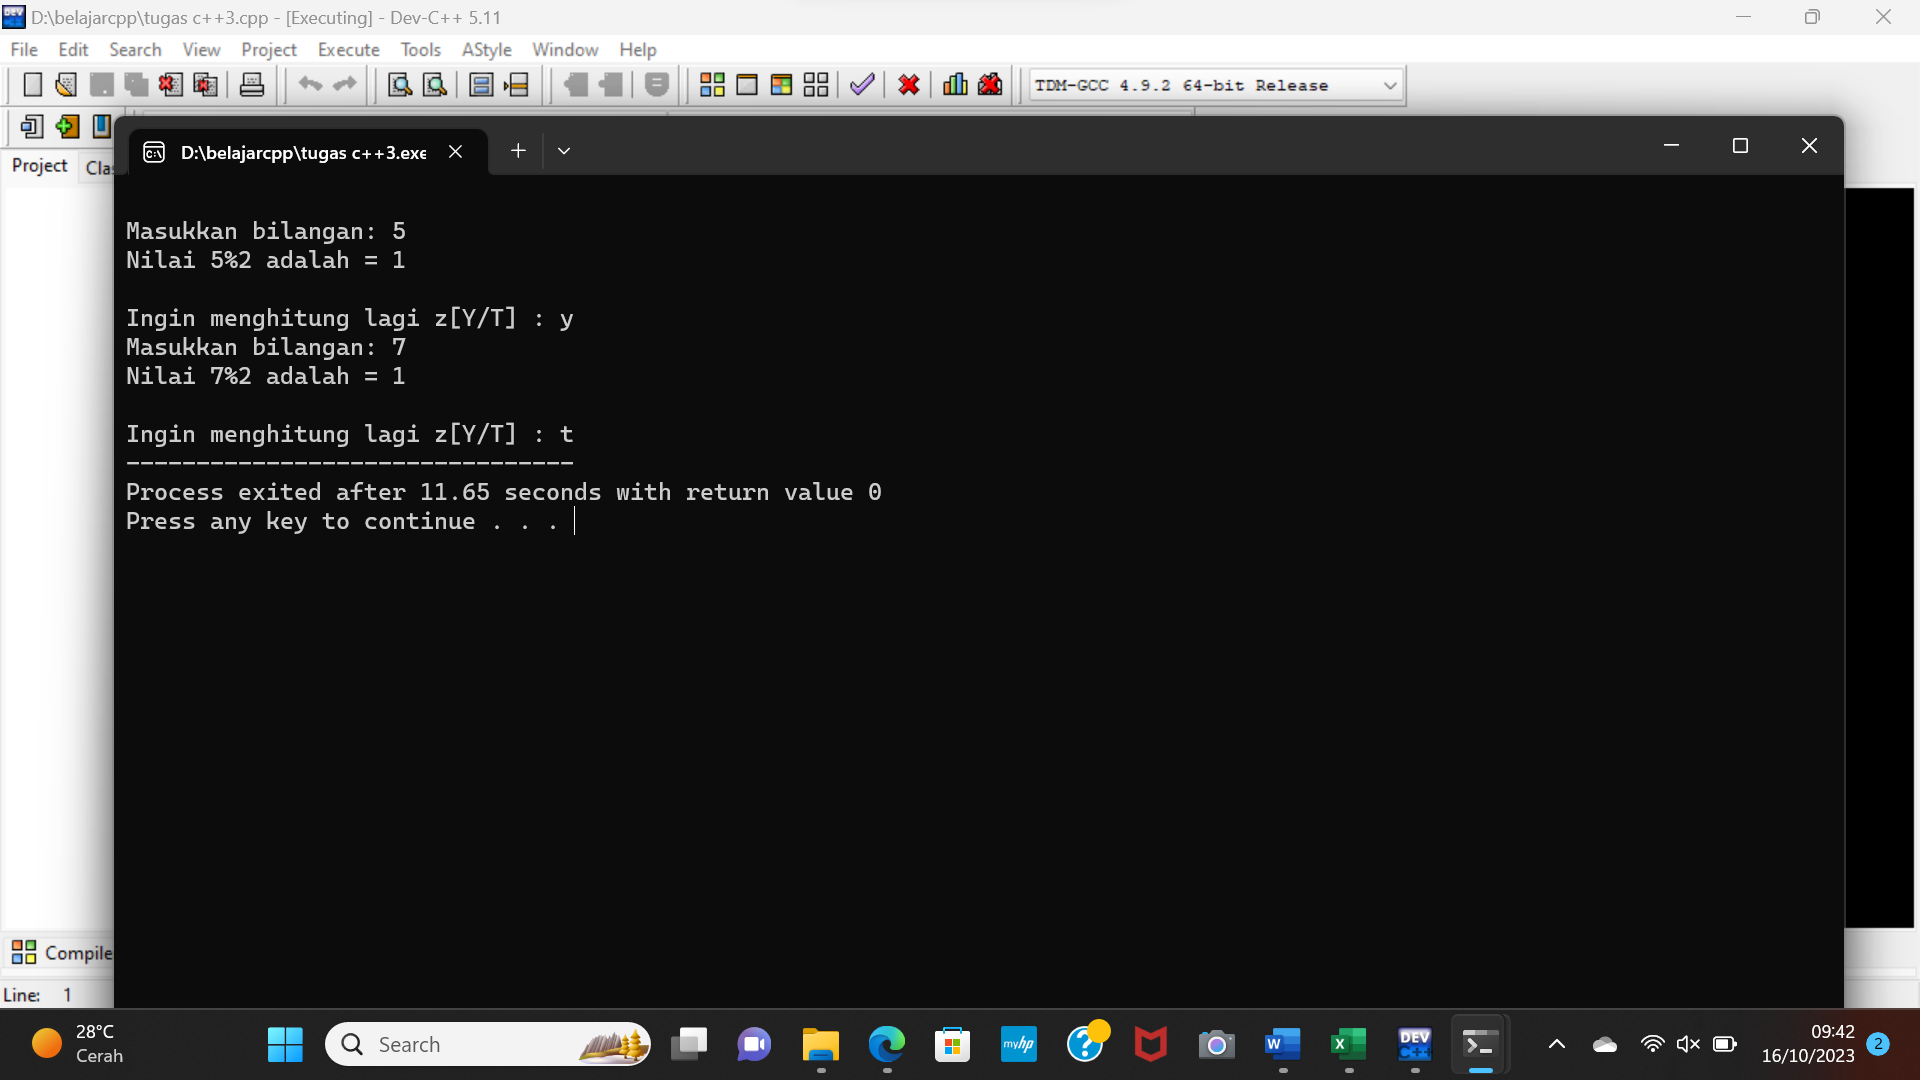 D:\belajarcpp\tugas c++3.cpp - [Executing] - Dev-C++ 5.11
File Edit Search View Project Execute Tools AStyle Window Help
TDM-GCC 4.9.2 64-bit Release
D:\belajarcpp\tugas c++3.exe
Project Clas
Masukkan bilangan: 5
Nilai 5%2 adalah = 1
Ingin menghitung lagi z[Y/T] : y
Masukkan bilangan: 7
Nilai 7%2 adalah = 1
Ingin menghitung lagi z[Y/T] : t
--------------------------------
Process exited after 11.65 seconds with return value 0
Press any key to continue . . .
Compile
Line: 1
28°C
Cerah
Search
myhp
DEV
C++
09:42
16/10/2023
2